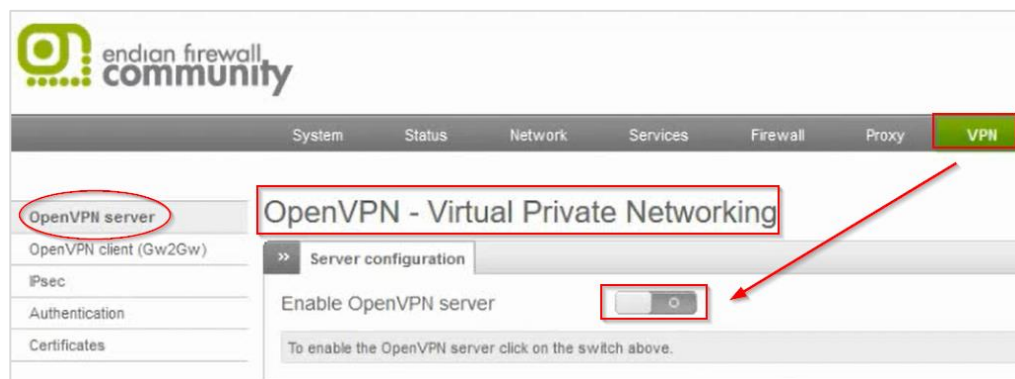 endian firewall
community
System Status Network Services Firewall Proxy VPN
OpenVPN server
OpenVPN client (Gw2Gw)
IPsec
Authentication
Certificates
OpenVPN - Virtual Private Networking
>> Server configuration
Enable OpenVPN server
To enable the OpenVPN server click on the switch above.